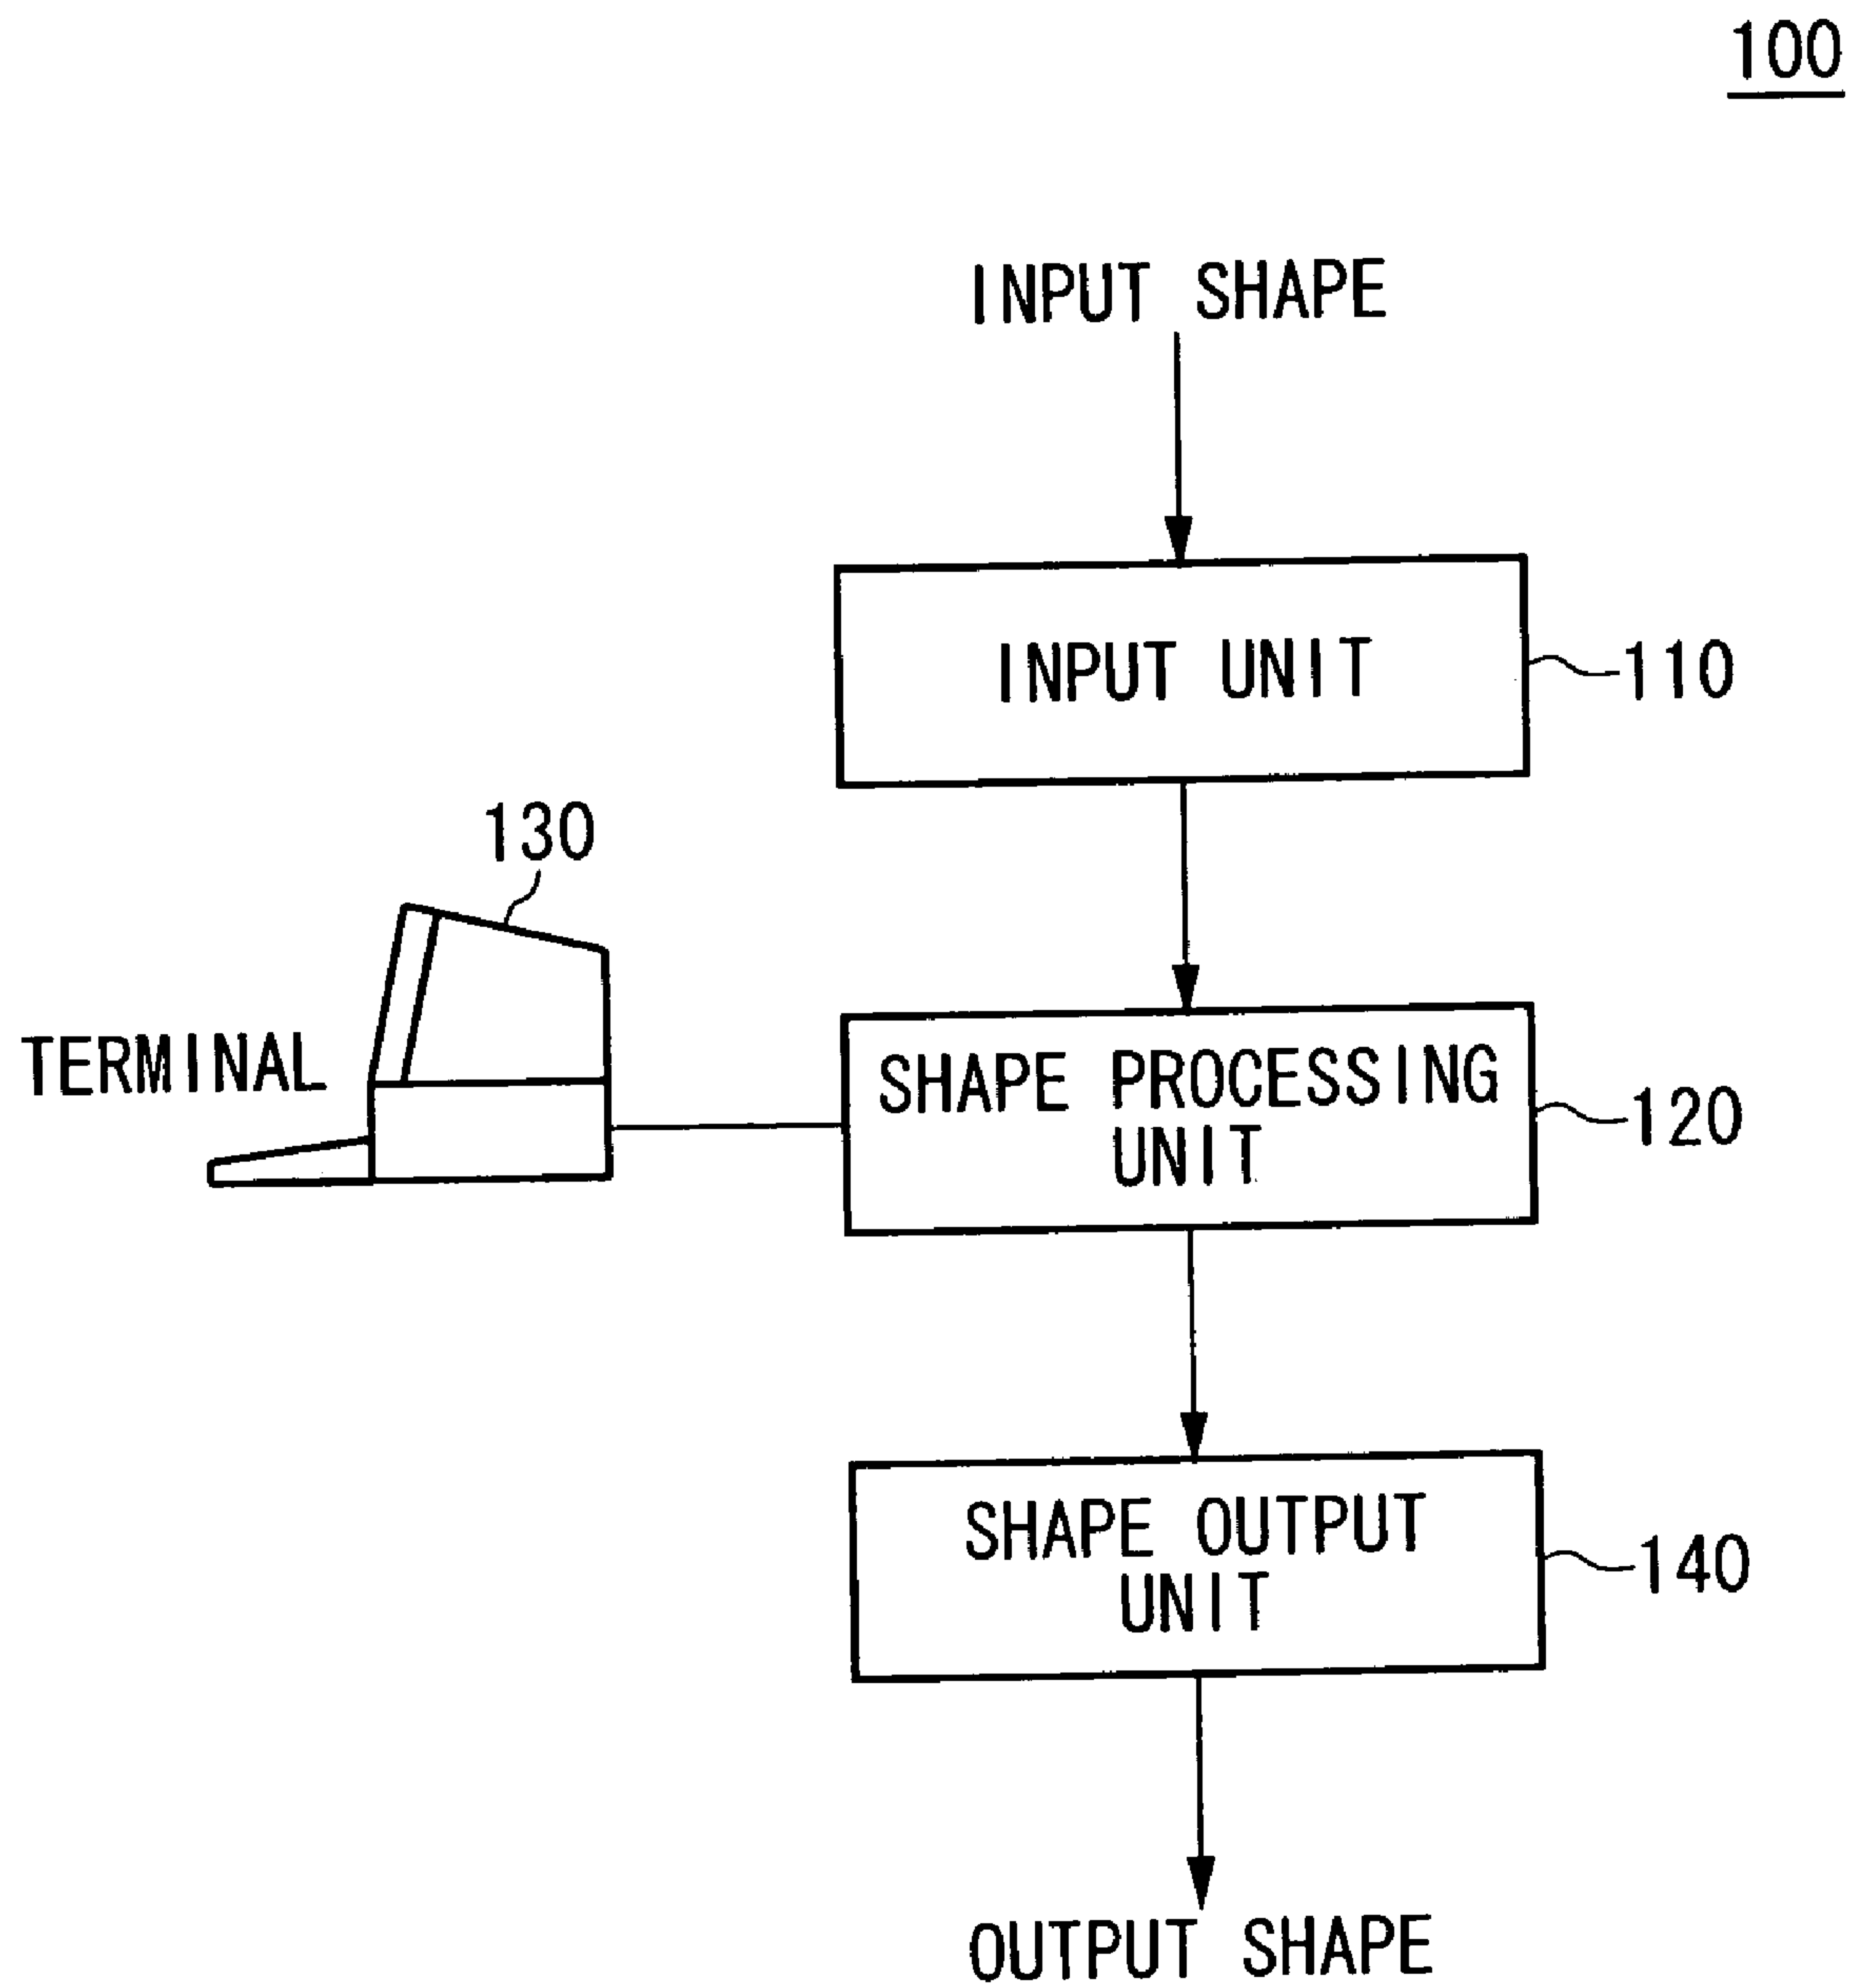 100
INPUT SHAPE
INPUT UNIT
110
130
TERMINAL
SHAPE PROCESSING
UNIT
120
SHAPE OUTPUT
UNIT
140
OUTPUT SHAPE